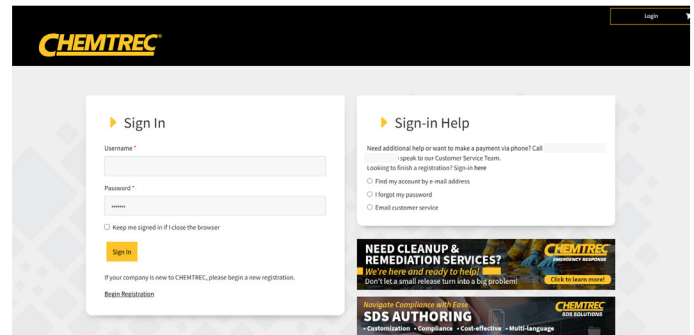 Login
CHEMTREC®
Sign In
Username *
Password *
•••••••
Keep me signed in if I close the browser
Sign In
If your company is new to CHEMTREC, please begin a new registration.
Begin Registration
Sign-in Help
Need additional help or want to make a payment via phone? Call
speak to our Customer Service Team.
Looking to finish a registration? Sign-in here
Find my account by e-mail address
I forgot my password
Email customer service
NEED CLEANUP &
REMEDIATION SERVICES?
We're here and ready to help!
Don't let a small release turn into a big problem!
CHEMTREC
EMERGENCY RESPONSE
Click to learn more!
Navigate Compliance with Ease
SDS AUTHORING
• Customization • Compliance • Cost-effective • Multi-language
CHEMTREC
SDS SOLUTIONS